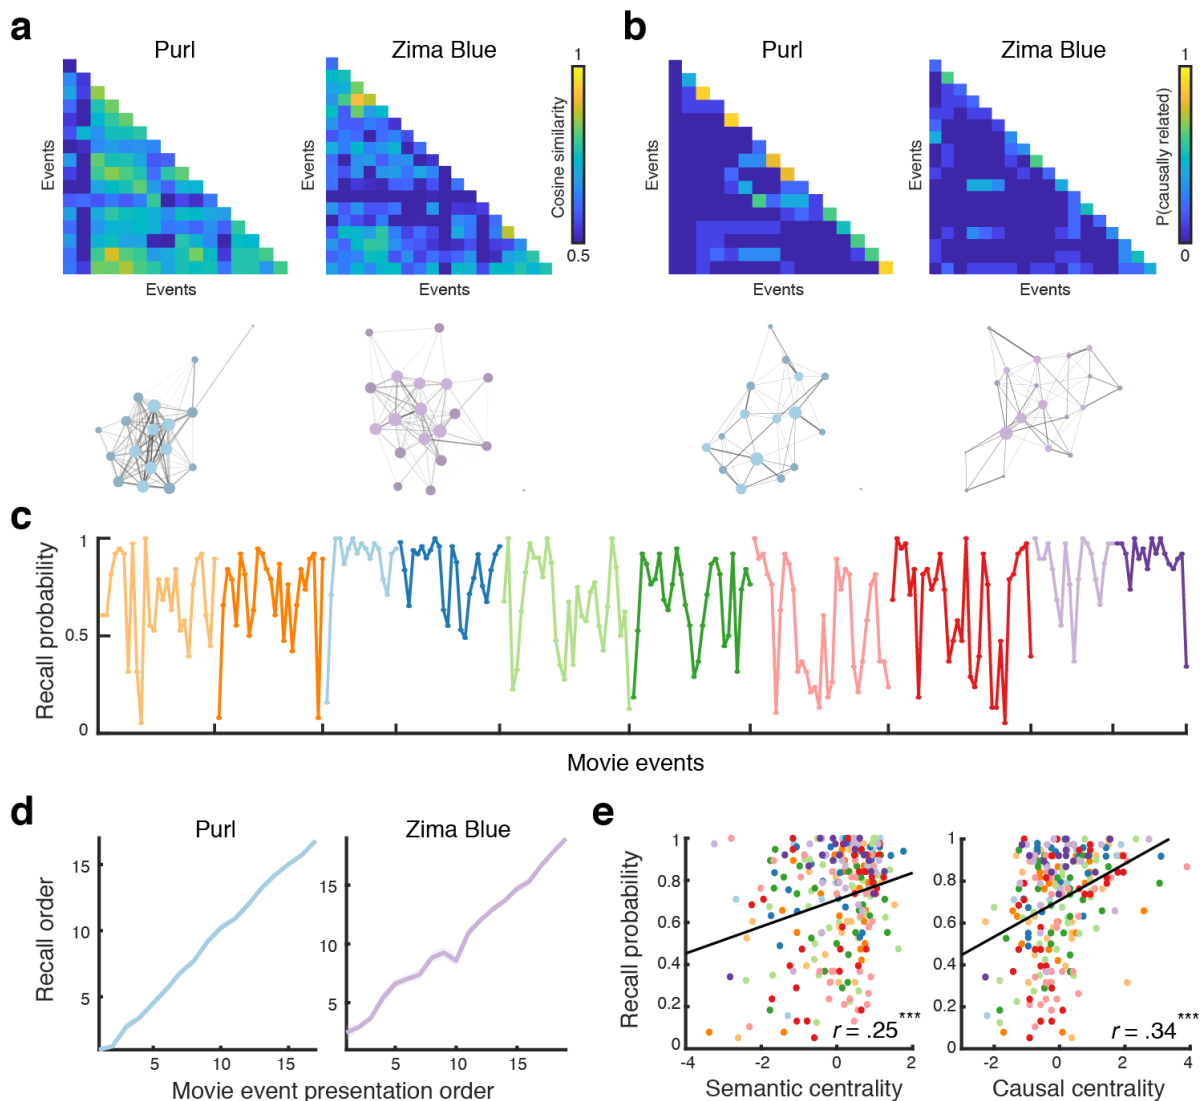 a
Purl
Zima Blue
1
Cosine similarity
0.5
Events
Events
Events
Events
b
Purl
Zima Blue
1
P(causally related)
0
Events
Events
Events
Events
c
1
0.5
0
Recall probability
Movie events
d
Purl
Zima Blue
15
10
5
15
10
5
Recall order
5 10 15
5 15
Movie event presentation order
e
1
0.8
0.6
0.4
0.2
0
Recall probability
r = .25***
-4 -2 0 2
Semantic centrality
1
0.8
0.6
0.4
0.2
0
r = .34***
-2 0 2 4
Causal centrality